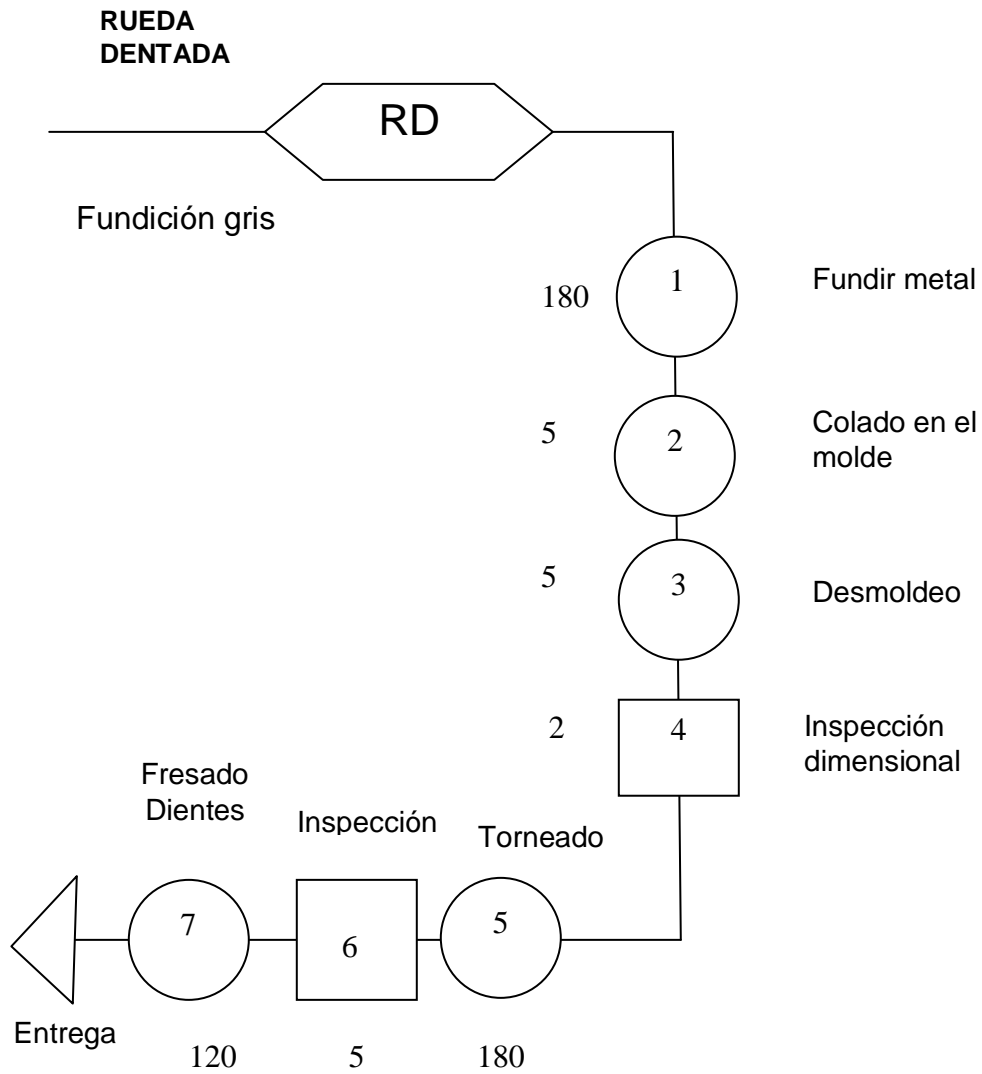 RUEDA
DENTADA
RD
Fundición gris
1
180
Fundir metal
5
2
Colado en el
molde
5
3
Desmoldeo
2
4
Inspección
dimensional
Fresado
Dientes
Inspección
Torneado
7
6
5
Entrega
120
5
180